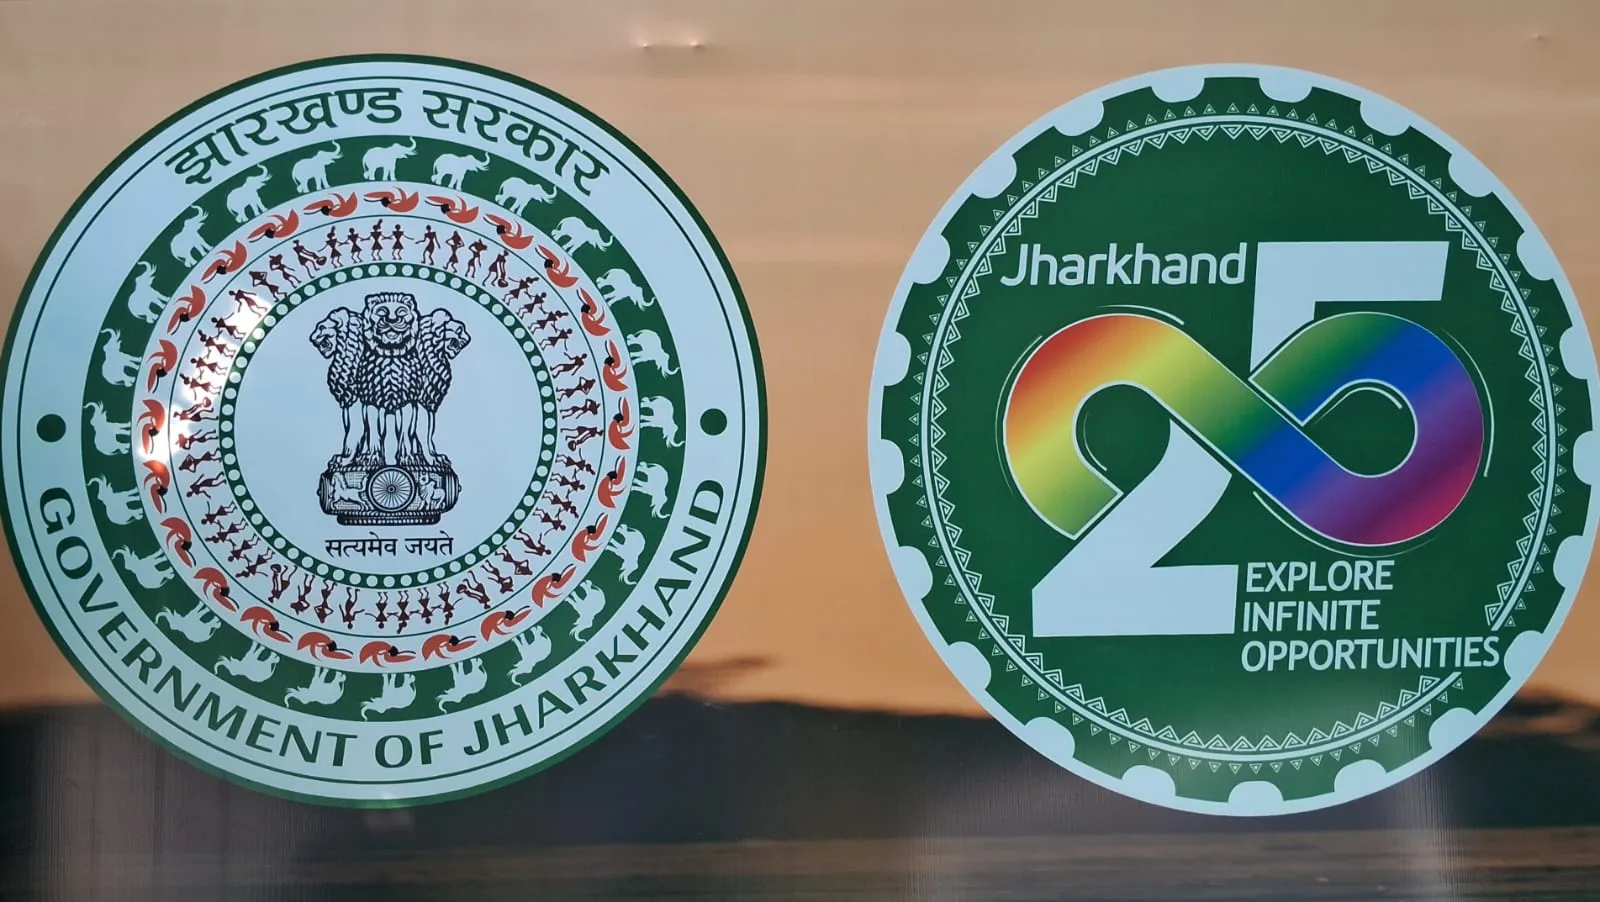 झारखण्ड सरकार
सत्यमेव जयते
GOVERNMENT OF JHARKHAND
Jharkhand
25
EXPLORE
INFINITE
OPPORTUNITIES